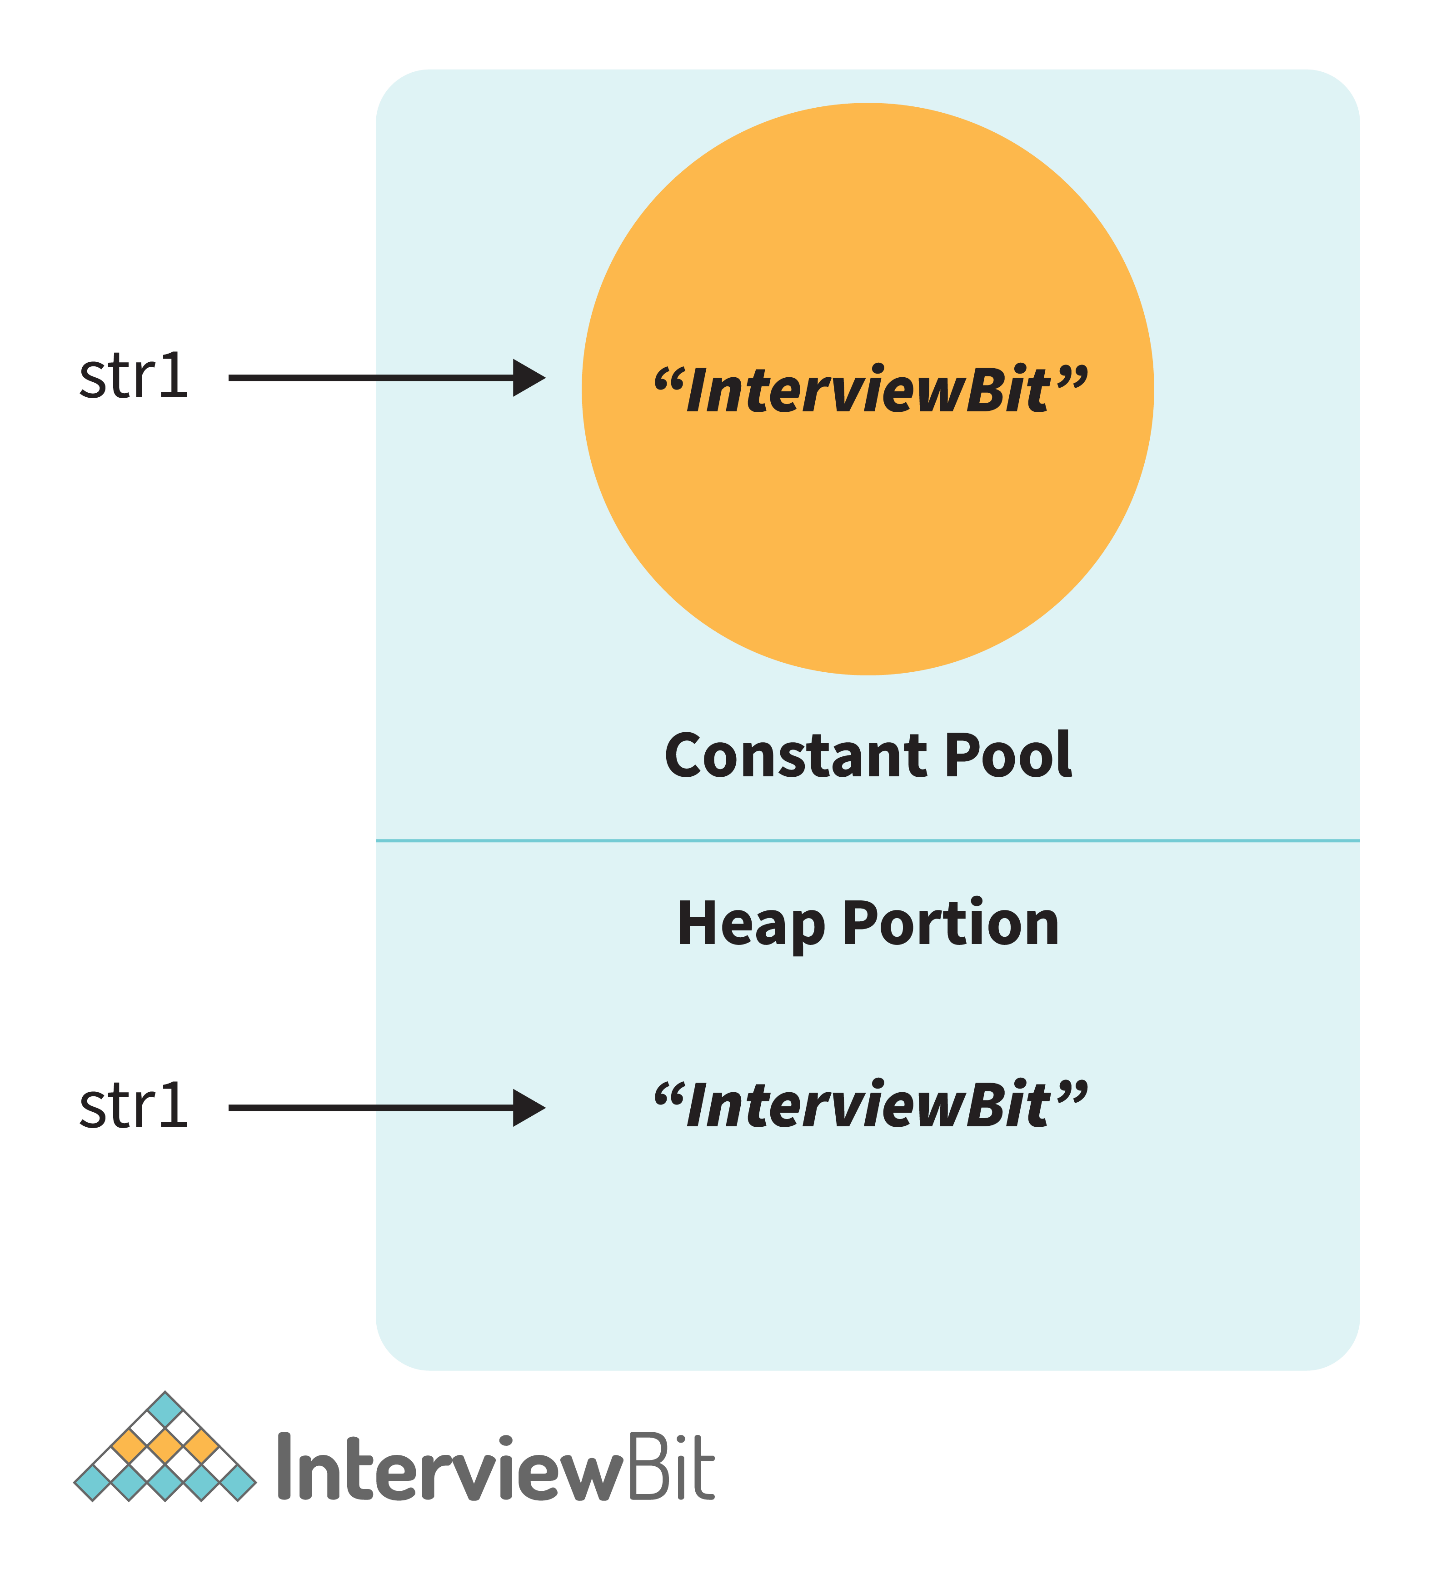 str1
“InterviewBit”
Constant Pool
Heap Portion
str1
“InterviewBit”
InterviewBit